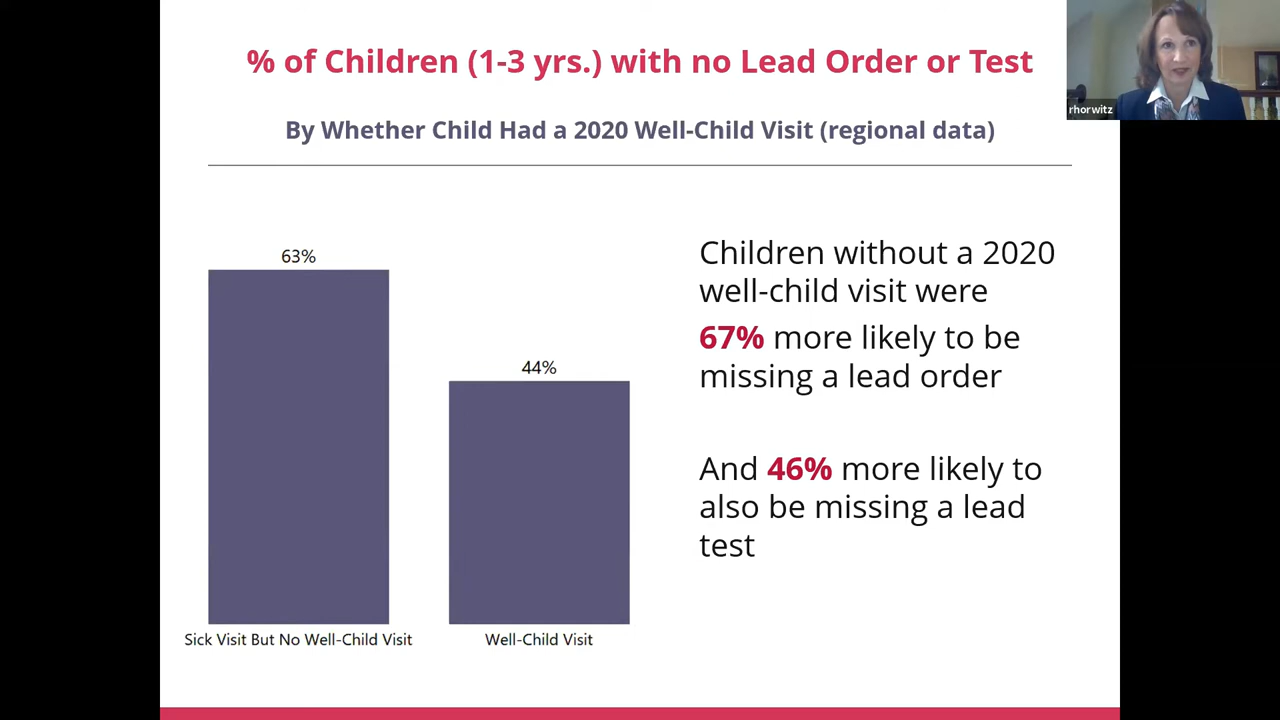 % of Children (1-3 yrs.) with no Lead Order or Test
rhorwitz
By Whether Child Had a 2020 Well-Child Visit (regional data)
63%
44%
Sick Visit But No Well-Child Visit
Well-Child Visit
Children without a 2020
well-child visit were
67% more likely to be
missing a lead order
And 46% more likely to
also be missing a lead
test